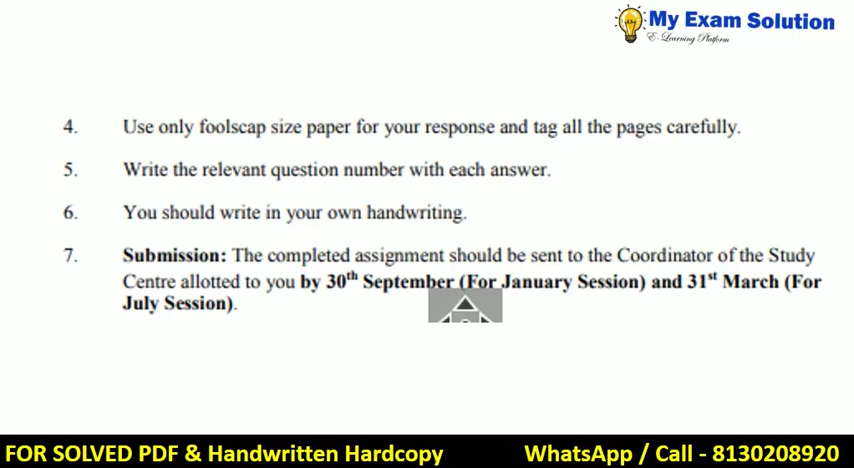 My Exam Solution
E-Learning Platform
4. Use only foolscap size paper for your response and tag all the pages carefully.
5. Write the relevant question number with each answer.
6. You should write in your own handwriting.
7. Submission: The completed assignment should be sent to the Coordinator of the Study
Centre allotted to you by 30th September (For January Session) and 31st March (For
July Session).
FOR SOLVED PDF & Handwritten Hardcopy WhatsApp / Call - 8130208920